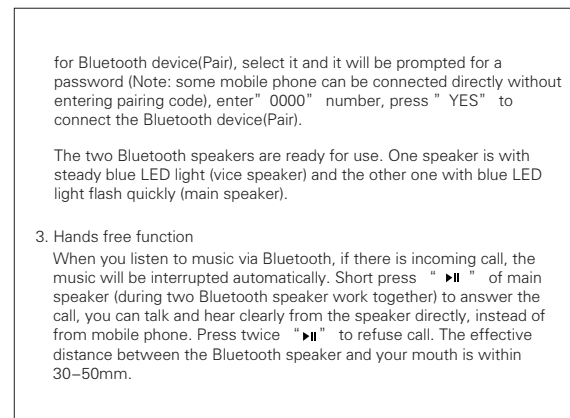 for Bluetooth device(Pair), select it and it will be prompted for a
password (Note: some mobile phone can be connected directly without
entering pairing code), enter" 0000" number, press " YES" to
connect the Bluetooth device(Pair).
The two Bluetooth speakers are ready for use. One speaker is with
steady blue LED light (vice speaker) and the other one with blue LED
light flash quickly (main speaker).
3. Hands free function
When you listen to music via Bluetooth, if there is incoming call, the
music will be interrupted automatically. Short press “ ⏯ ” of main
speaker (during two Bluetooth speaker work together) to answer the
call, you can talk and hear clearly from the speaker directly, instead of
from mobile phone. Press twice “⏯” to refuse call. The effective
distance between the Bluetooth speaker and your mouth is within
30–50mm.